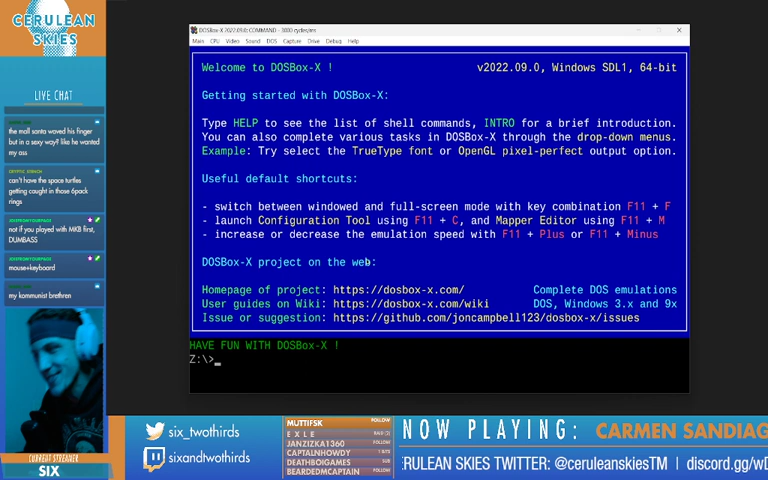 CERULEAN
SKIES
LIVE CHAT
the mall santa waved his finger
but in a sexy way? like he wanted
my ass
can't have the space turtles
getting caught in those 6pack
rings
not if you played with MKB first,
DUMBASS
mouse+keyboard
my kommunist brethren
CURRENT STREAMER
SIX
DOSBox-X 2022.09.0: COMMAND - 3000 cycles/ms
Main CPU Video Sound DOS Capture Drive Debug Help
Welcome to DOSBox-X ! v2022.09.0, Windows SDL1, 64-bit
Getting started with DOSBox-X:
Type HELP to see the list of shell commands, INTRO for a brief introduction.
You can also complete various tasks in DOSBox-X through the drop-down menus.
Example: Try select the TrueType font or OpenGL pixel-perfect output option.
Useful default shortcuts:
- switch between windowed and full-screen mode with key combination F11 + F
- launch Configuration Tool using F11 + C, and Mapper Editor using F11 + M
- increase or decrease the emulation speed with F11 + Plus or F11 + Minus
DOSBox-X project on the web:
Homepage of project: https://dosbox-x.com/ Complete DOS emulations
User guides on Wiki: https://dosbox-x.com/wiki DOS, Windows 3.x and 9x
Issue or suggestion: https://github.com/joncampbell123/dosbox-x/issues
HAVE FUN WITH DOSBox-X !
Z:\>_
six_twothirds
sixandtwothirds
MUTTIFSK FOLLOW
EXLE
JANZIZKA1360 FOLLOW
CAPTAINHOWDY
DEATHBOIGAMES SUB
BEARDEDMCAPTAIN FOLLOW
NOW PLAYING: CARMEN SANDIAG
:RULEAN SKIES TWITTER: @ceruleanskiesTM | discord.gg/wD